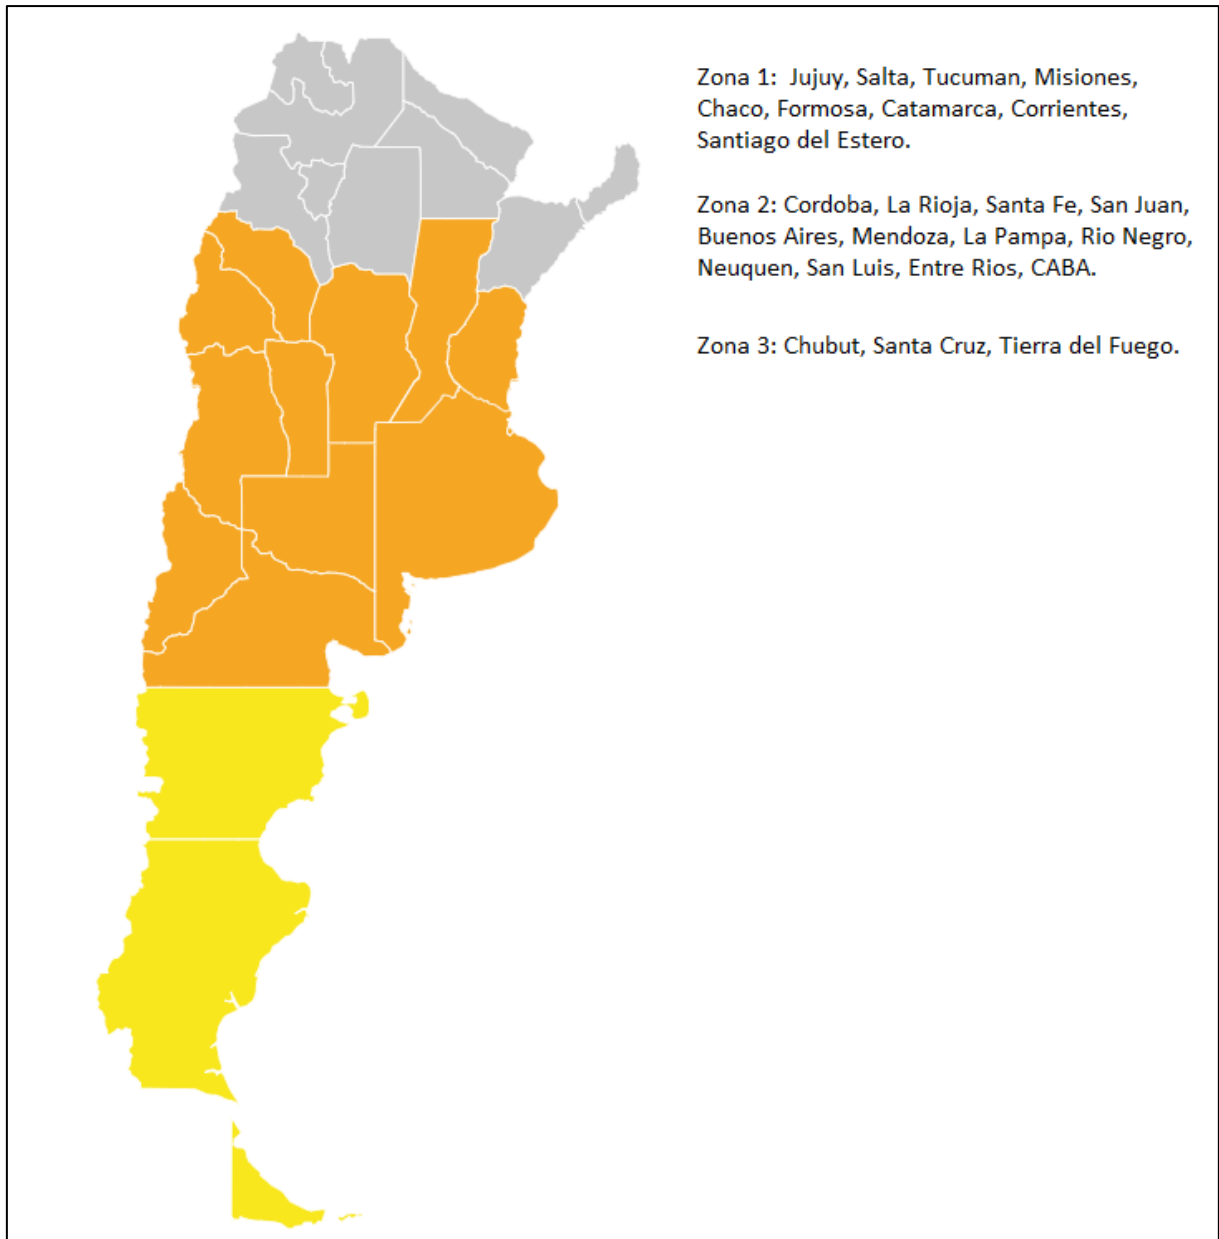 Zona 1:  Jujuy, Salta, Tucuman, Misiones,
Chaco, Formosa, Catamarca, Corrientes,
Santiago del Estero.
Zona 2: Cordoba, La Rioja, Santa Fe, San Juan,
Buenos Aires, Mendoza, La Pampa, Rio Negro,
Neuquen, San Luis, Entre Rios, CABA.
Zona 3: Chubut, Santa Cruz, Tierra del Fuego.